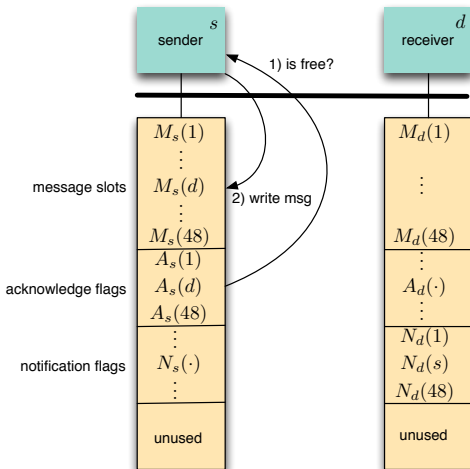 s
sender
d
receiver
1) is free?
M_s(1)
⋮
message slots
M_s(d)
2) write msg
⋮
M_s(48)
A_s(1)
acknowledge flags
A_s(d)
A_s(48)
⋮
notification flags
N_s(·)
⋮
unused
M_d(1)
⋮
M_d(48)
⋮
A_d(·)
⋮
N_d(1)
N_d(s)
N_d(48)
unused